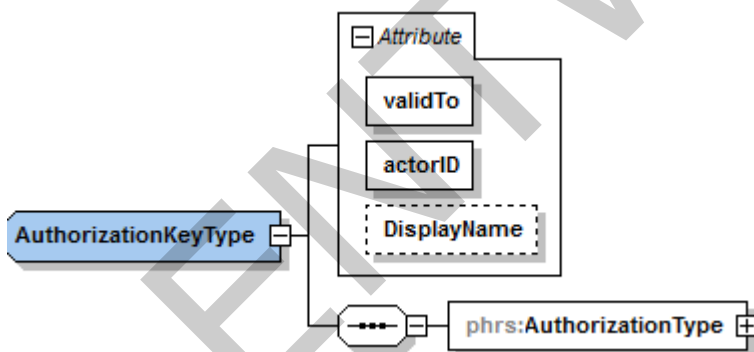 Attribute
validTo
actorID
DisplayName
AuthorizationKeyType
phrs:AuthorizationType